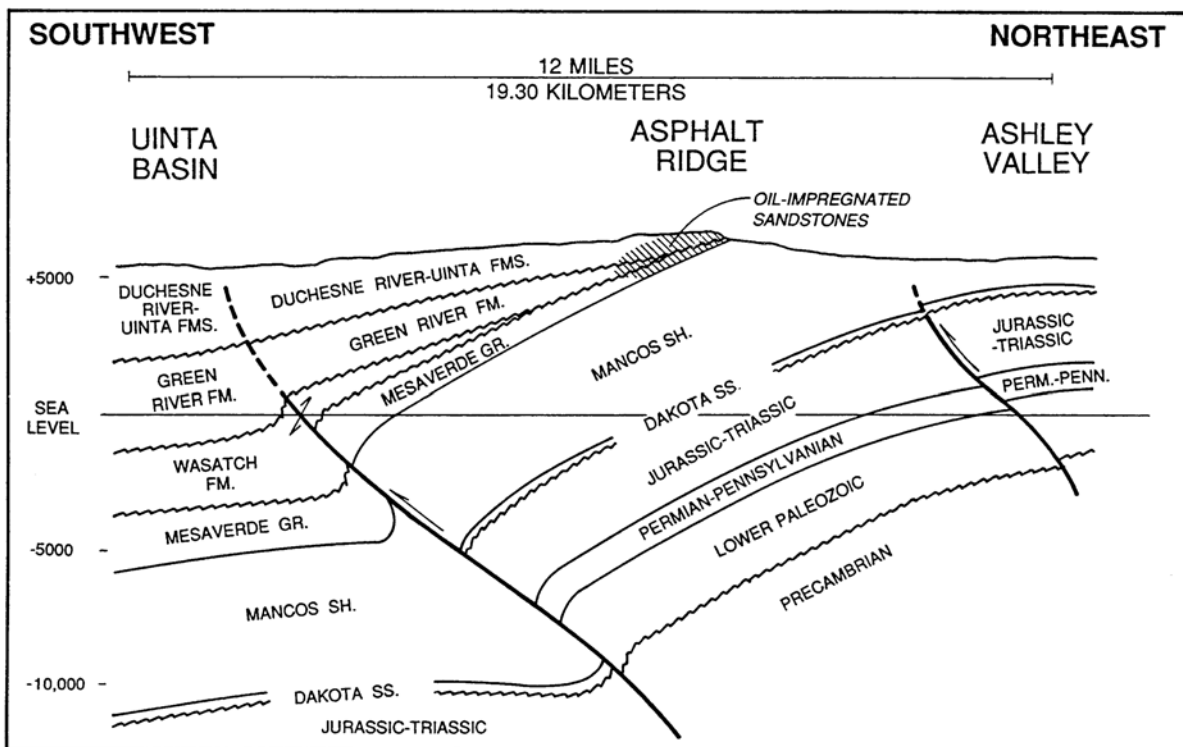 SOUTHWEST
NORTHEAST
12 MILES
19.30 KILOMETERS
UINTA
BASIN
ASPHALT
RIDGE
ASHLEY
VALLEY
OIL-IMPREGNATED
SANDSTONES
+5000
DUCHESNE
RIVER-
UINTA FMS.
DUCHESNE RIVER-UINTA FMS.
GREEN RIVER FM.
MESAVERDE GR.
MANCOS SH.
JURASSIC
-TRIASSIC
GREEN
RIVER FM.
PERM.-PENN.
SEA
LEVEL
DAKOTA SS.
JURASSIC-TRIASSIC
WASATCH
FM.
PERMIAN-PENNSYLVANIAN
MESAVERDE GR.
LOWER PALEOZOIC
-5000
PRECAMBRIAN
MANCOS SH.
-10,000
DAKOTA SS.
JURASSIC-TRIASSIC